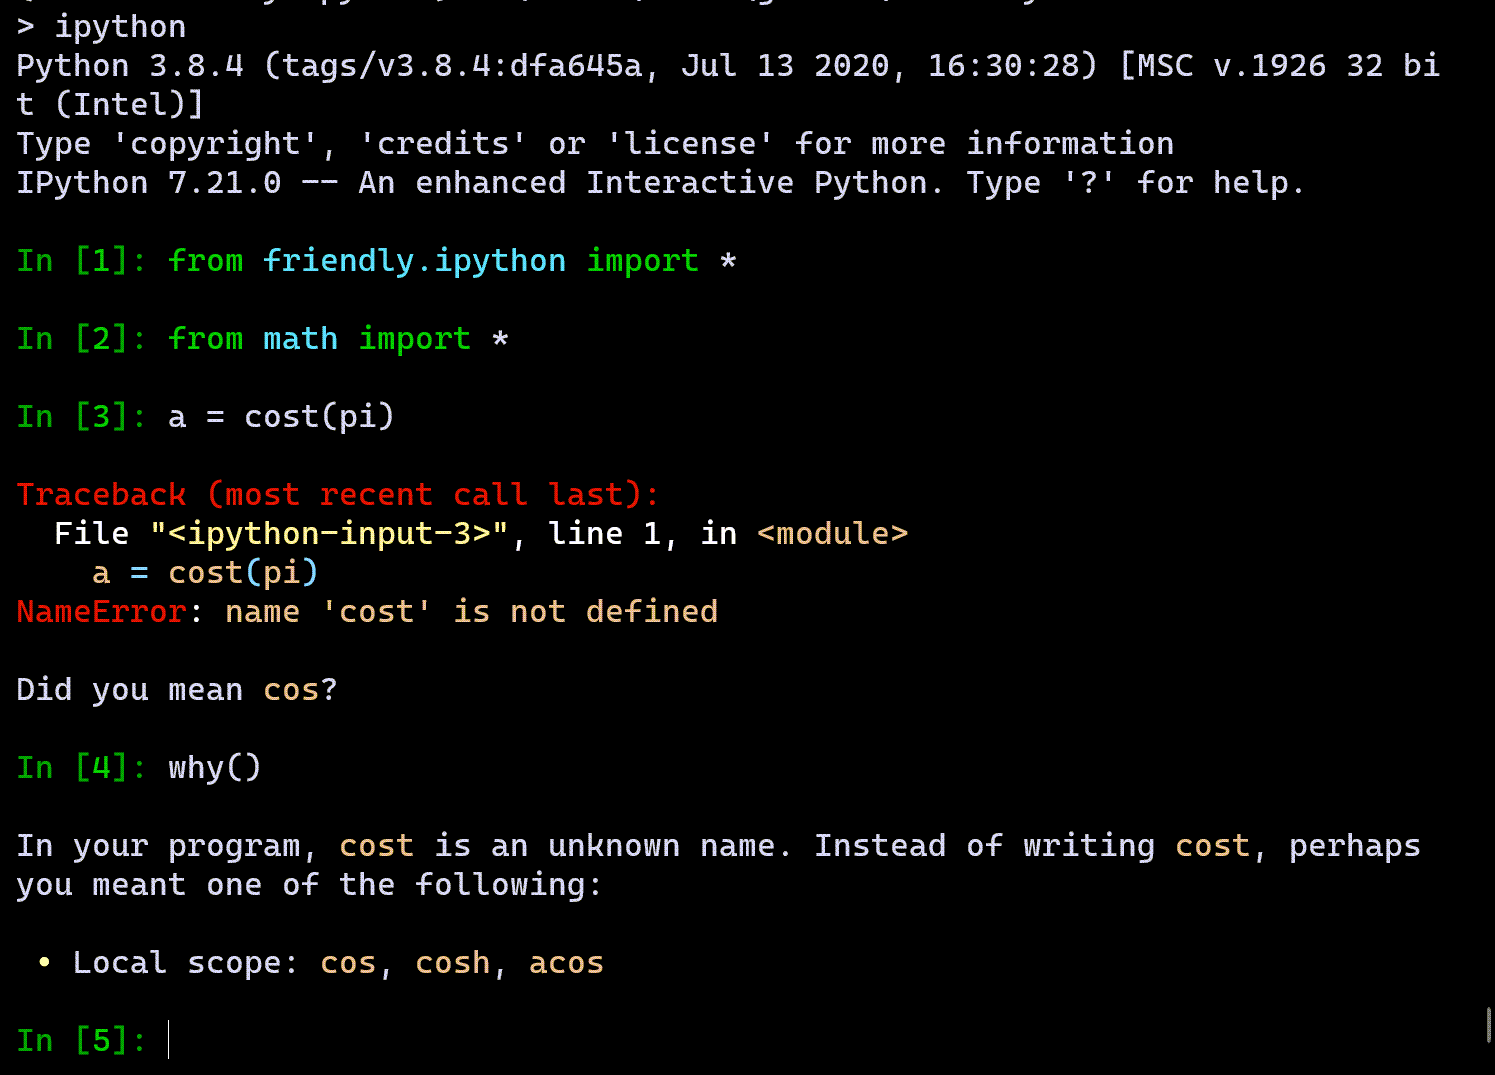 > ipython
Python 3.8.4 (tags/v3.8.4:dfa645a, Jul 13 2020, 16:30:28) [MSC v.1926 32 bi
t (Intel)]
Type 'copyright', 'credits' or 'license' for more information
IPython 7.21.0 -- An enhanced Interactive Python. Type '?' for help.
In [1]: from friendly.ipython import *
In [2]: from math import *
In [3]: a = cost(pi)
Traceback (most recent call last):
  File "<ipython-input-3>", line 1, in <module>
    a = cost(pi)
NameError: name 'cost' is not defined
Did you mean cos?
In [4]: why()
In your program, cost is an unknown name. Instead of writing cost, perhaps
you meant one of the following:
 • Local scope: cos, cosh, acos
In [5]: